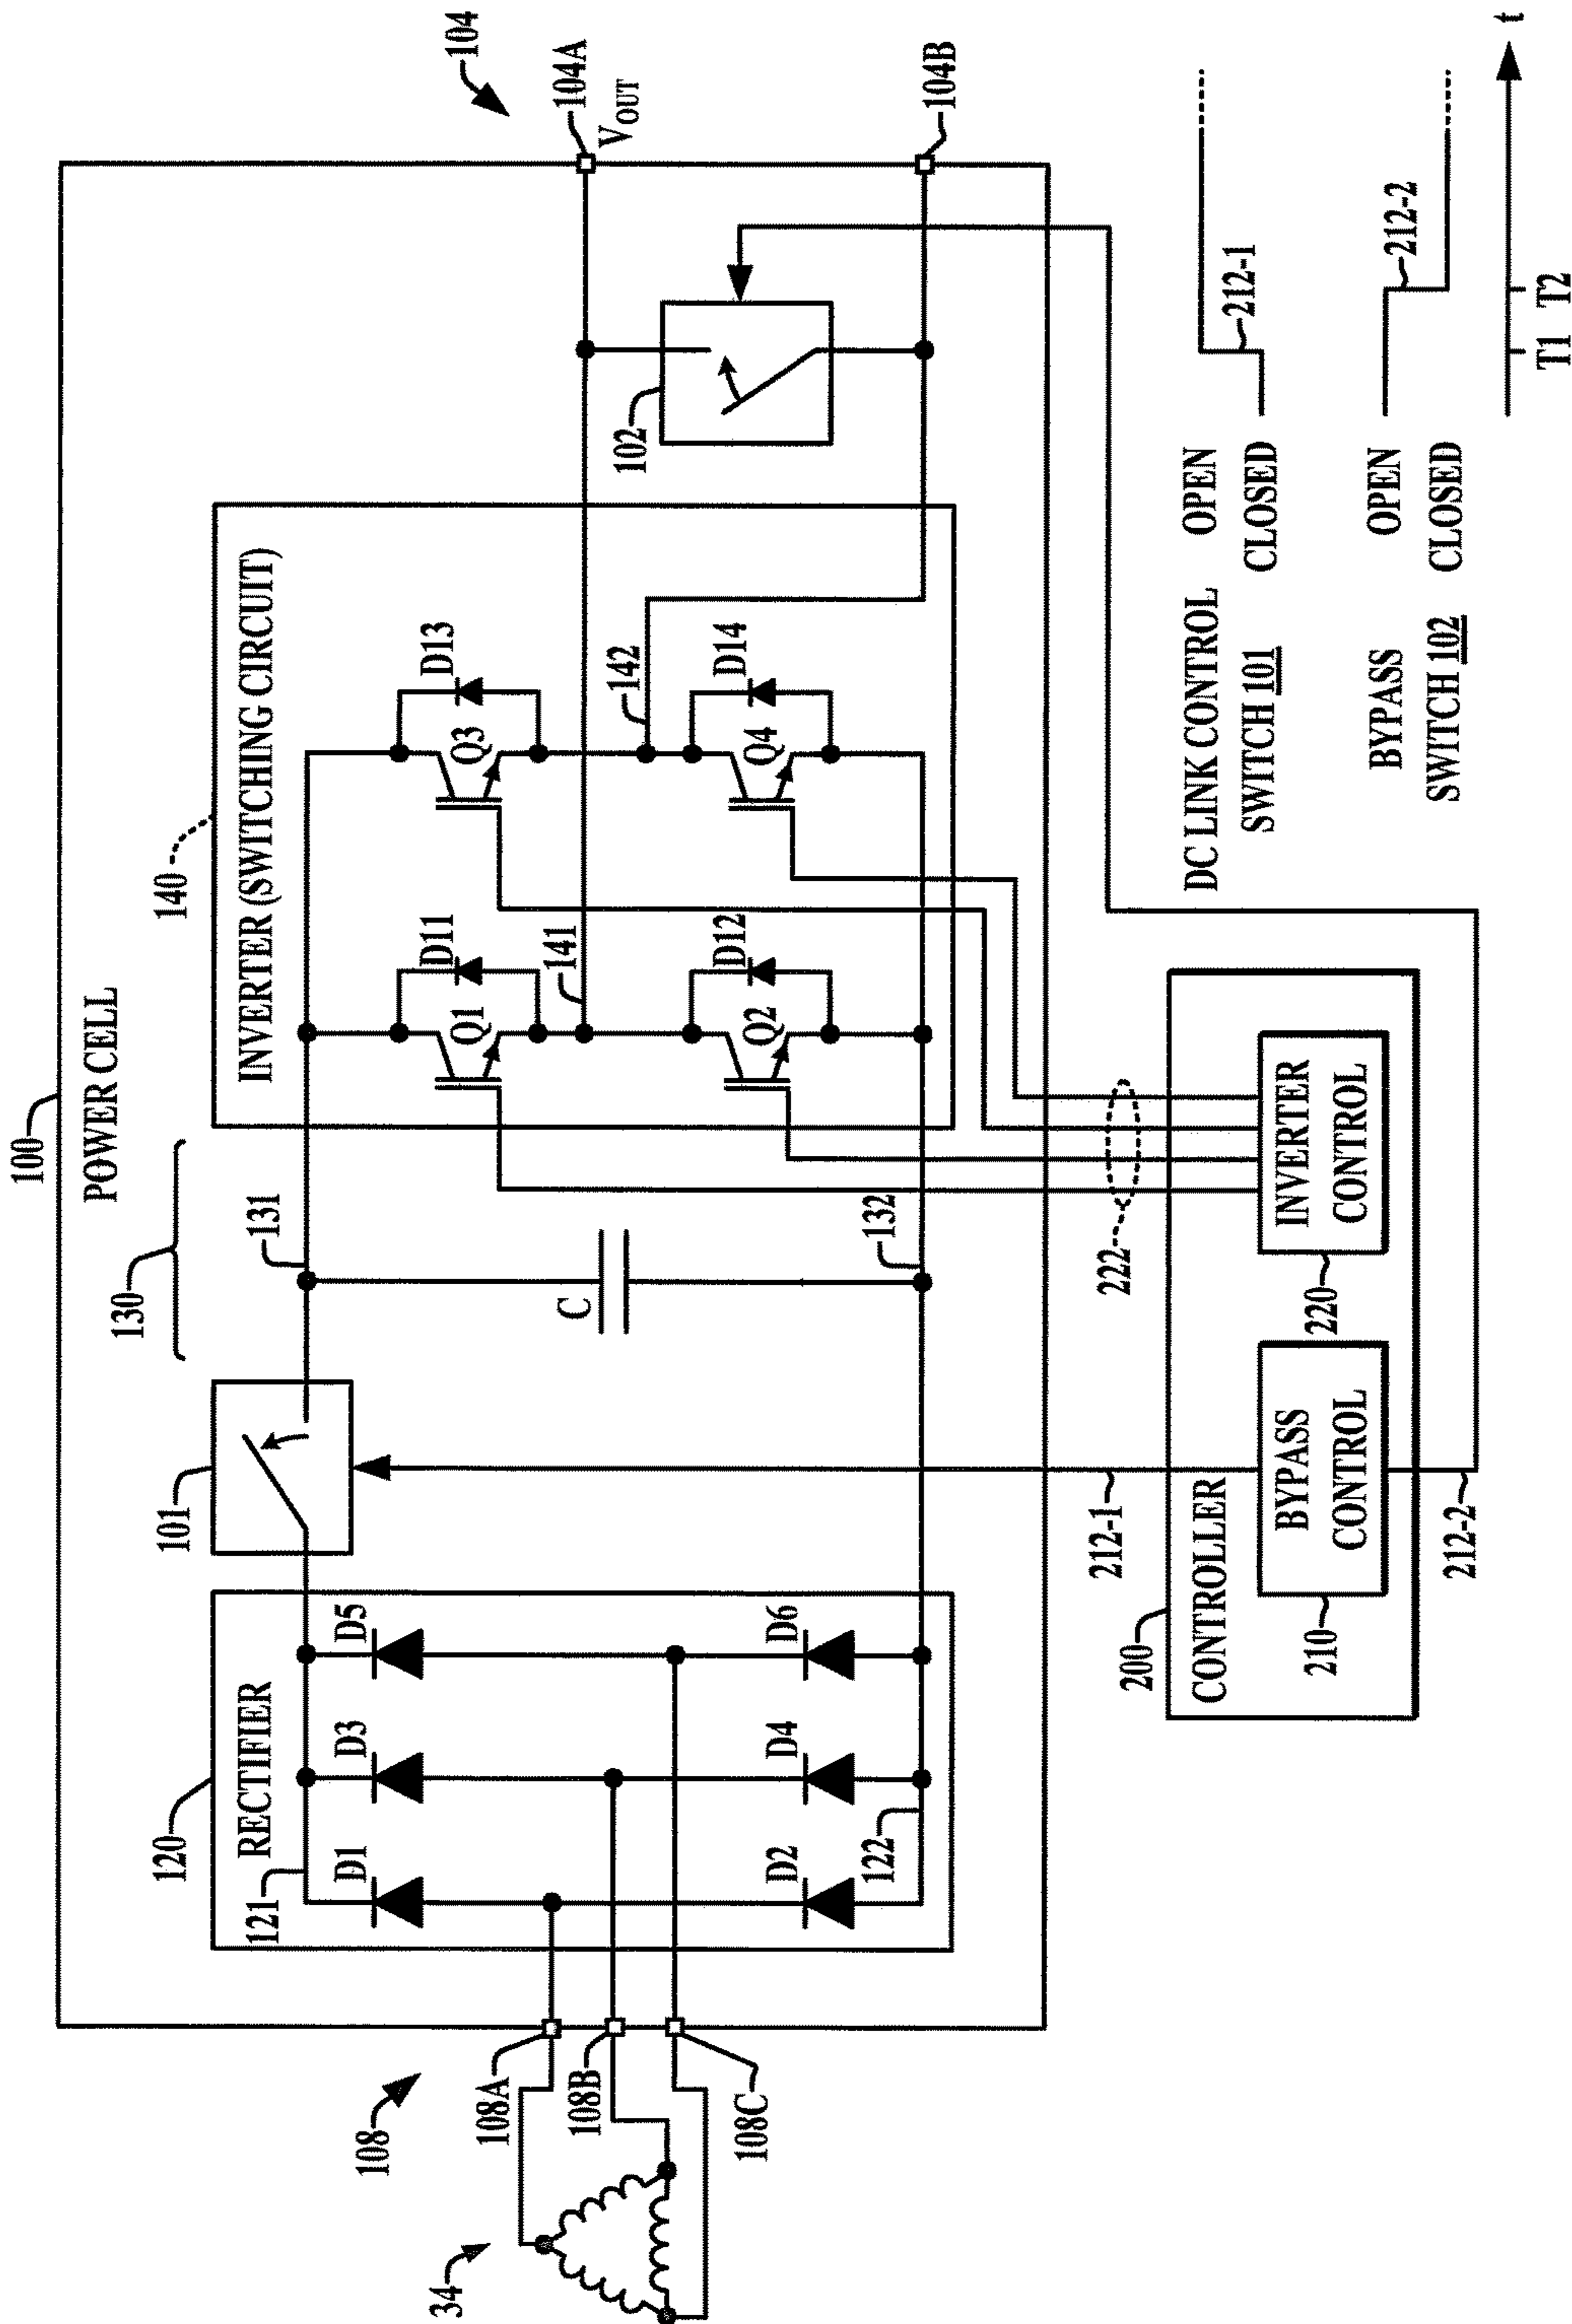 100
POWER CELL
130
104
104A
V_OUT
104B
140
INVERTER (SWITCHING CIRCUIT)
D11
Q1
141
D12
Q2
D13
Q3
142
D14
Q4
102
131
C
132
101
120
RECTIFIER
121
D1
D3
D5
D2
D4
D6
122
108
108A
108B
108C
34
222
212-1
200
CONTROLLER
BYPASS
CONTROL
210
INVERTER
CONTROL
220
212-2
DC LINK CONTROL
SWITCH 101
OPEN
CLOSED
212-1
BYPASS
SWITCH 102
OPEN
CLOSED
212-2
T1
T2
t